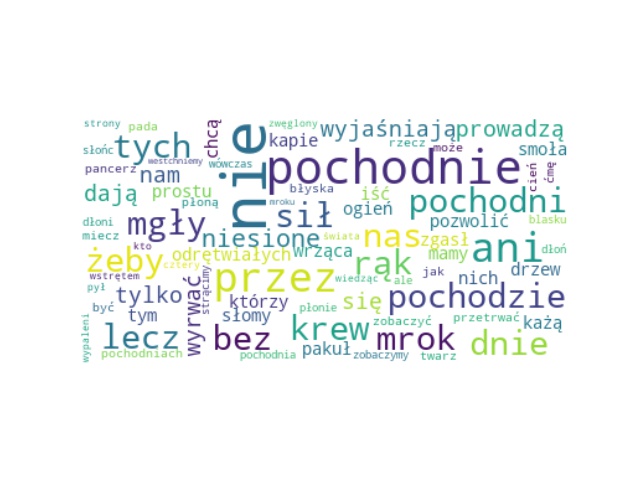 strony pada chcą nie zwęglony wyjaśniają prowadzą
słońc tych westchniemy wówczas kapie rzecz może smoła
pancerz nam pochodnie cień ćmę
dają prostu płoną mroku błyska iść pochodni
dłoni mgły sił ogień pozwolić blasku
miecz kto niesione świata nas zgasł ani dłoń
żeby odrętwiałych wrząca rąk mamy
wstrętem cztery przez wiedząc ale jak nich drzew
pył tylko wyrwać strącimy którzy się pochodzie
być tym słomy płonie krew zobaczyć przetrwać każą
wypaleni lecz bez pakuł mrok dnie
pochodniach pochodnia zobaczymy twarz